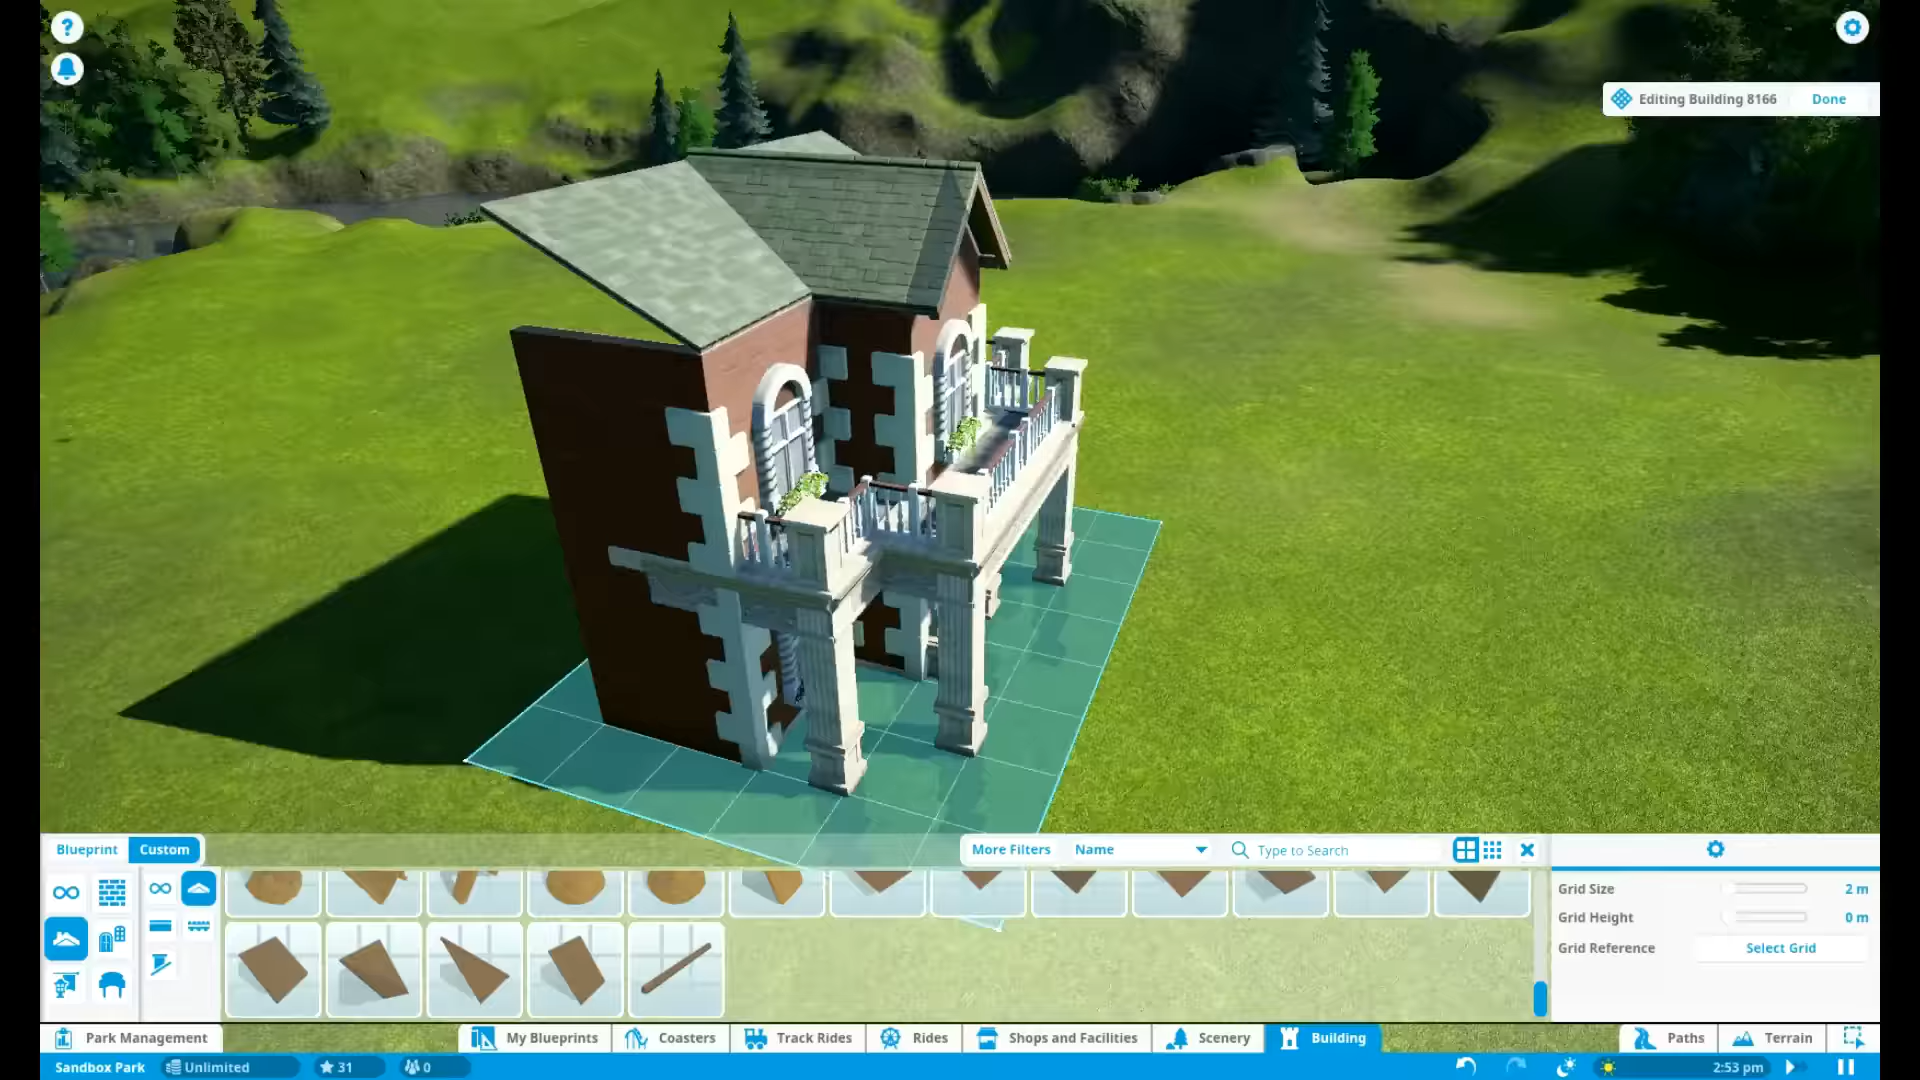 ?
Editing Building 8166 Done
Blueprint Custom
More Filters Name Type to Search
Grid Size 2 m
Grid Height 0 m
Grid Reference Select Grid
Park Management My Blueprints Coasters Track Rides Rides Shops and Facilities Scenery Building Paths Terrain
Sandbox Park Unlimited 31 0 2:53 pm